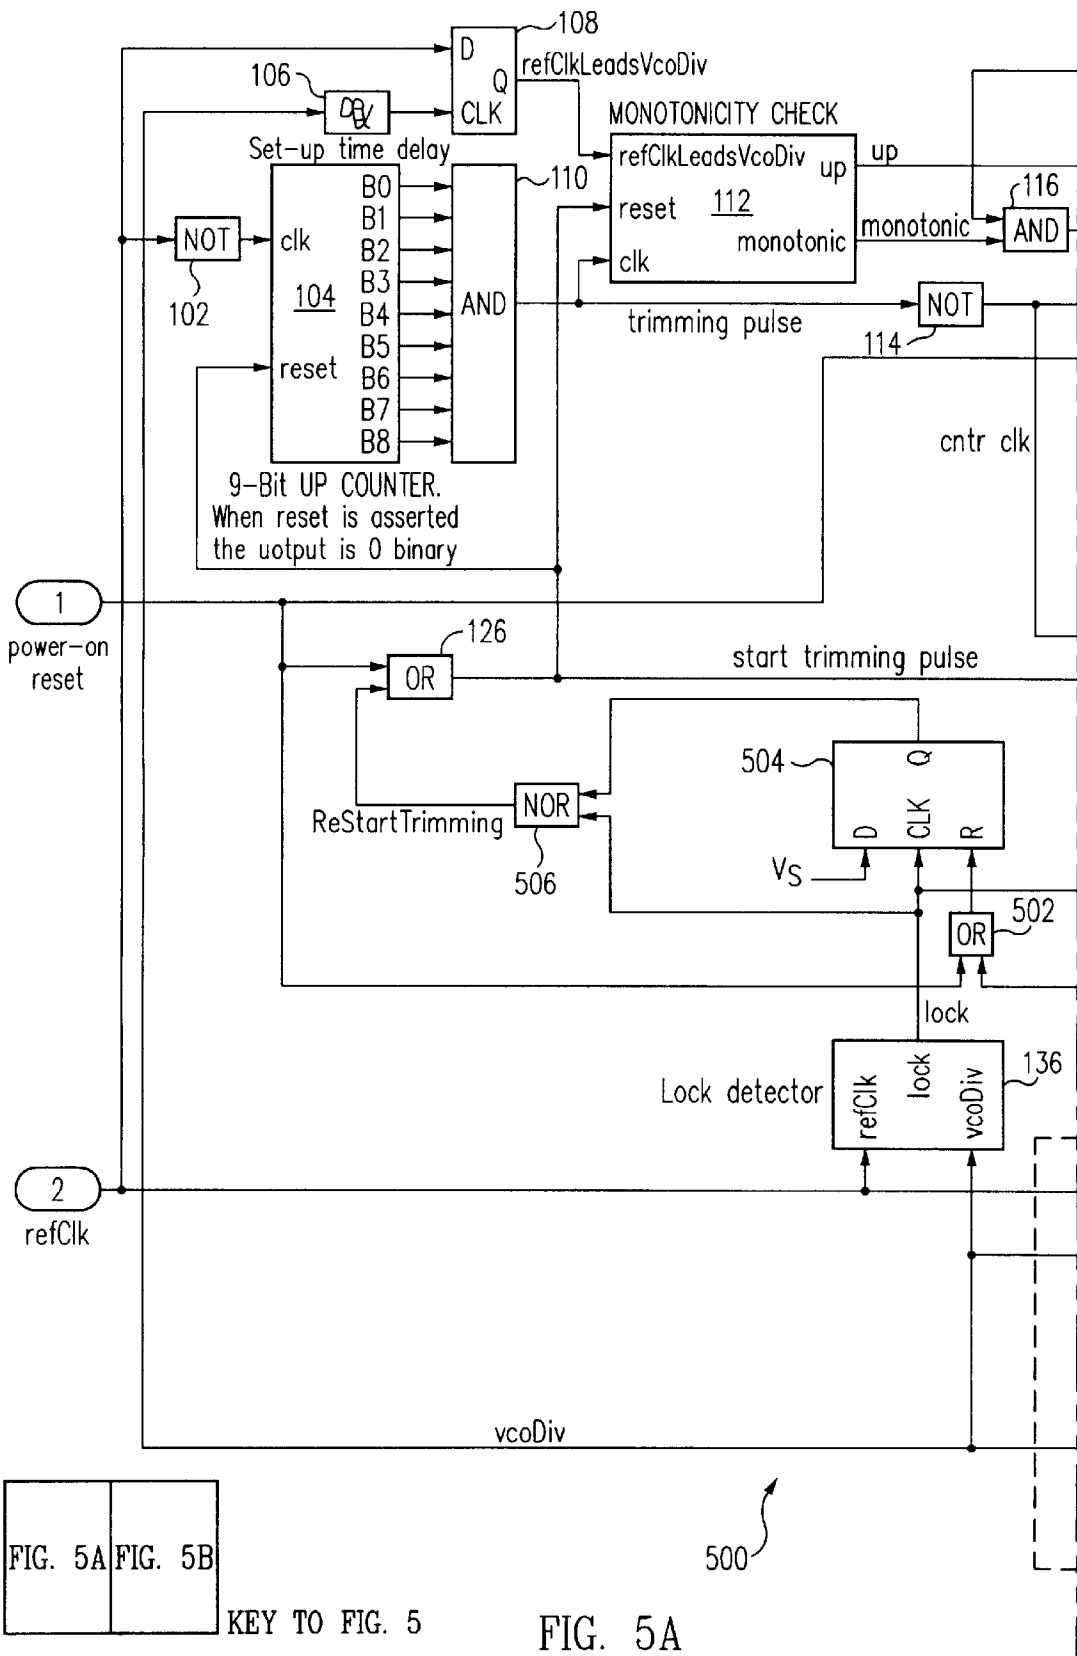 108
D
Q
CLK
refClkLeadsVcoDiv
106
Set-up time delay
MONOTONICITY CHECK
refClkLeadsVcoDiv
up
reset
112
monotonic
clk
up
monotonic
116
AND
110
B0
B1
B2
B3
B4
B5
B6
B7
B8
clk
104
reset
NOT
102
AND
trimming pulse
NOT
114
cntr clk
9-Bit UP COUNTER.
When reset is asserted
the uotput is 0 binary
1
power-on
reset
126
OR
start trimming pulse
504
Q
D
CLK
R
NOR
ReStartTrimming
506
VS
502
OR
lock
Lock detector
refClk
lock
vcoDiv
136
2
refClk
vcoDiv
500
FIG. 5A
FIG. 5B
KEY TO FIG. 5
FIG. 5A